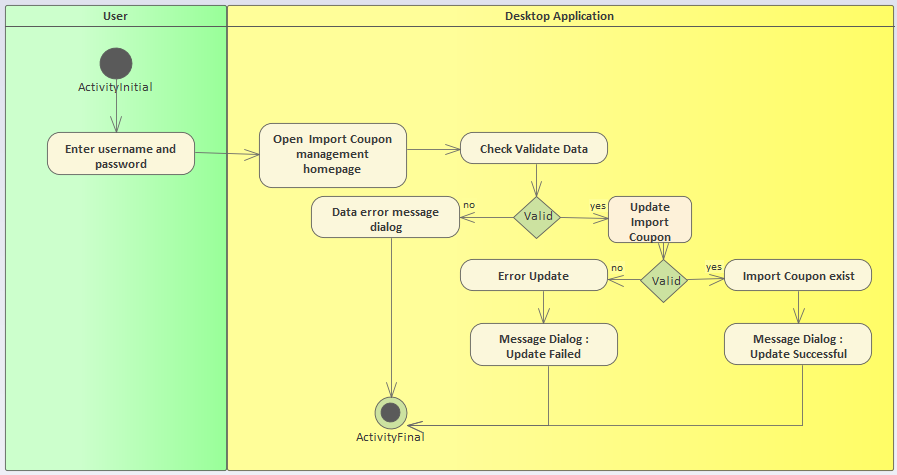 User
Desktop Application
ActivityInitial
Enter username and
password
Open Import Coupon
management
homepage
Check Validate Data
Data error message
dialog
no
Valid
yes
Update
Import
Coupon
Error Update
no
Valid
yes
Import Coupon exist
Message Dialog :
Update Failed
Message Dialog :
Update Successful
ActivityFinal